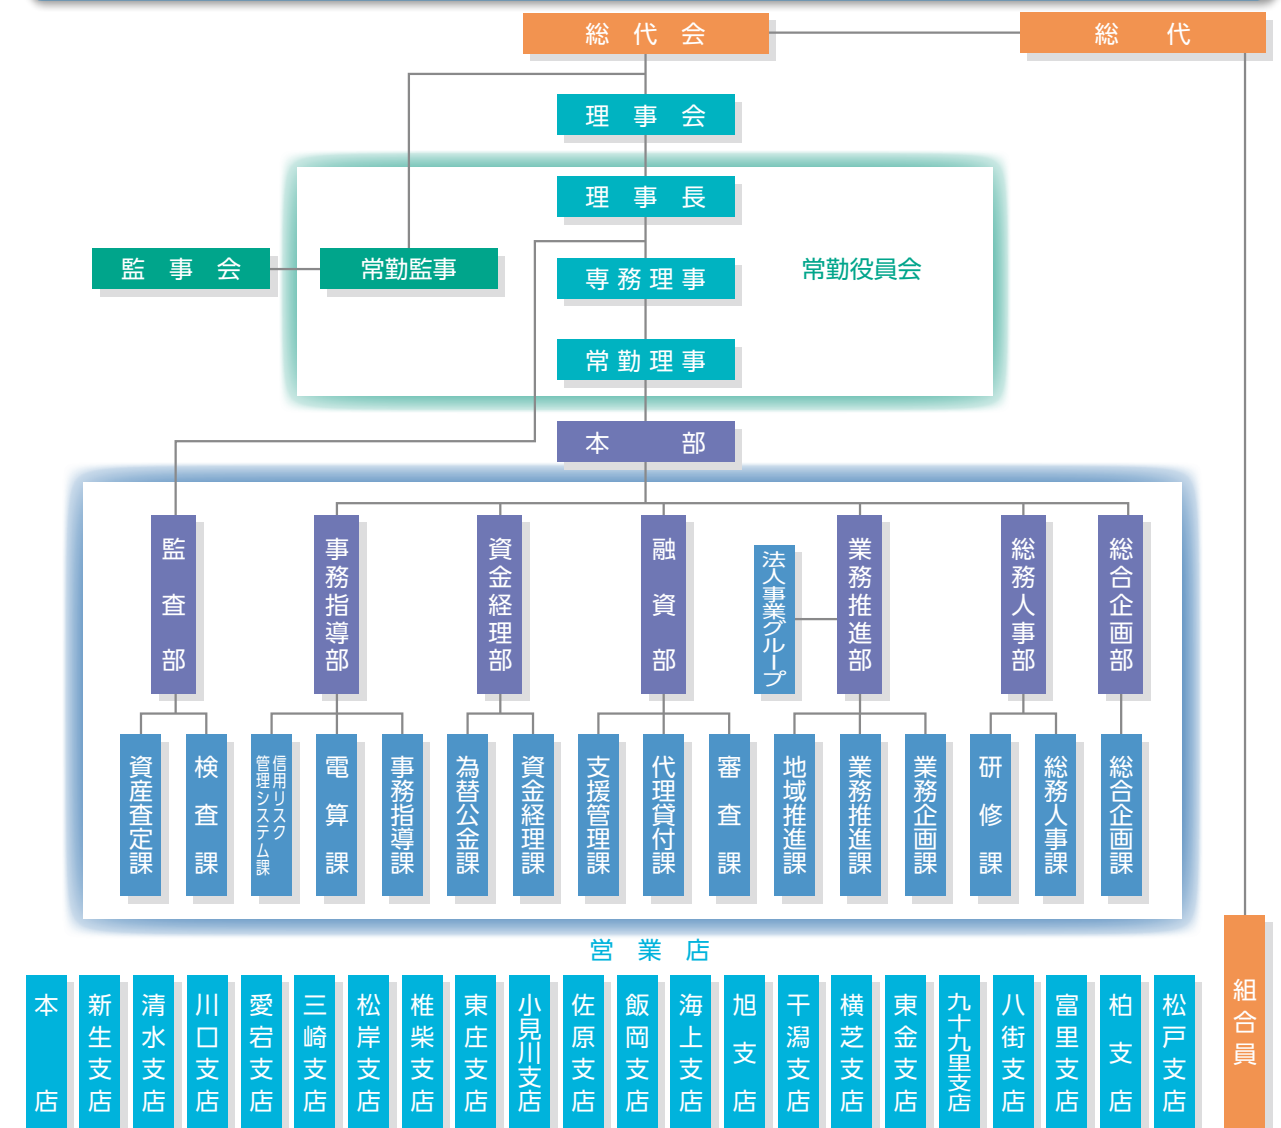 総　代　会
総　　代
理　事　会
理　事　長
監　事　会
常勤監事
専務理事
常勤役員会
常勤理事
本　　　部
監　査　部
事務指導部
資金経理部
融　資　部
法人事業グループ
業務推進部
総務人事部
総合企画部
資産査定課
検　査　課
信用リスク
管理システム課
電　算　課
事務指導課
為替公金課
資金経理課
支援管理課
代理貸付課
審　査　課
地域推進課
業務推進課
業務企画課
研　修　課
総務人事課
総合企画課
営　業　店
本　　　店
新生支店
清水支店
川口支店
愛宕支店
三崎支店
松岸支店
椎柴支店
東庄支店
小見川支店
佐原支店
飯岡支店
海上支店
旭　支　店
干潟支店
横芝支店
東金支店
九十九里支店
八街支店
富里支店
柏　支　店
松戸支店
組合員